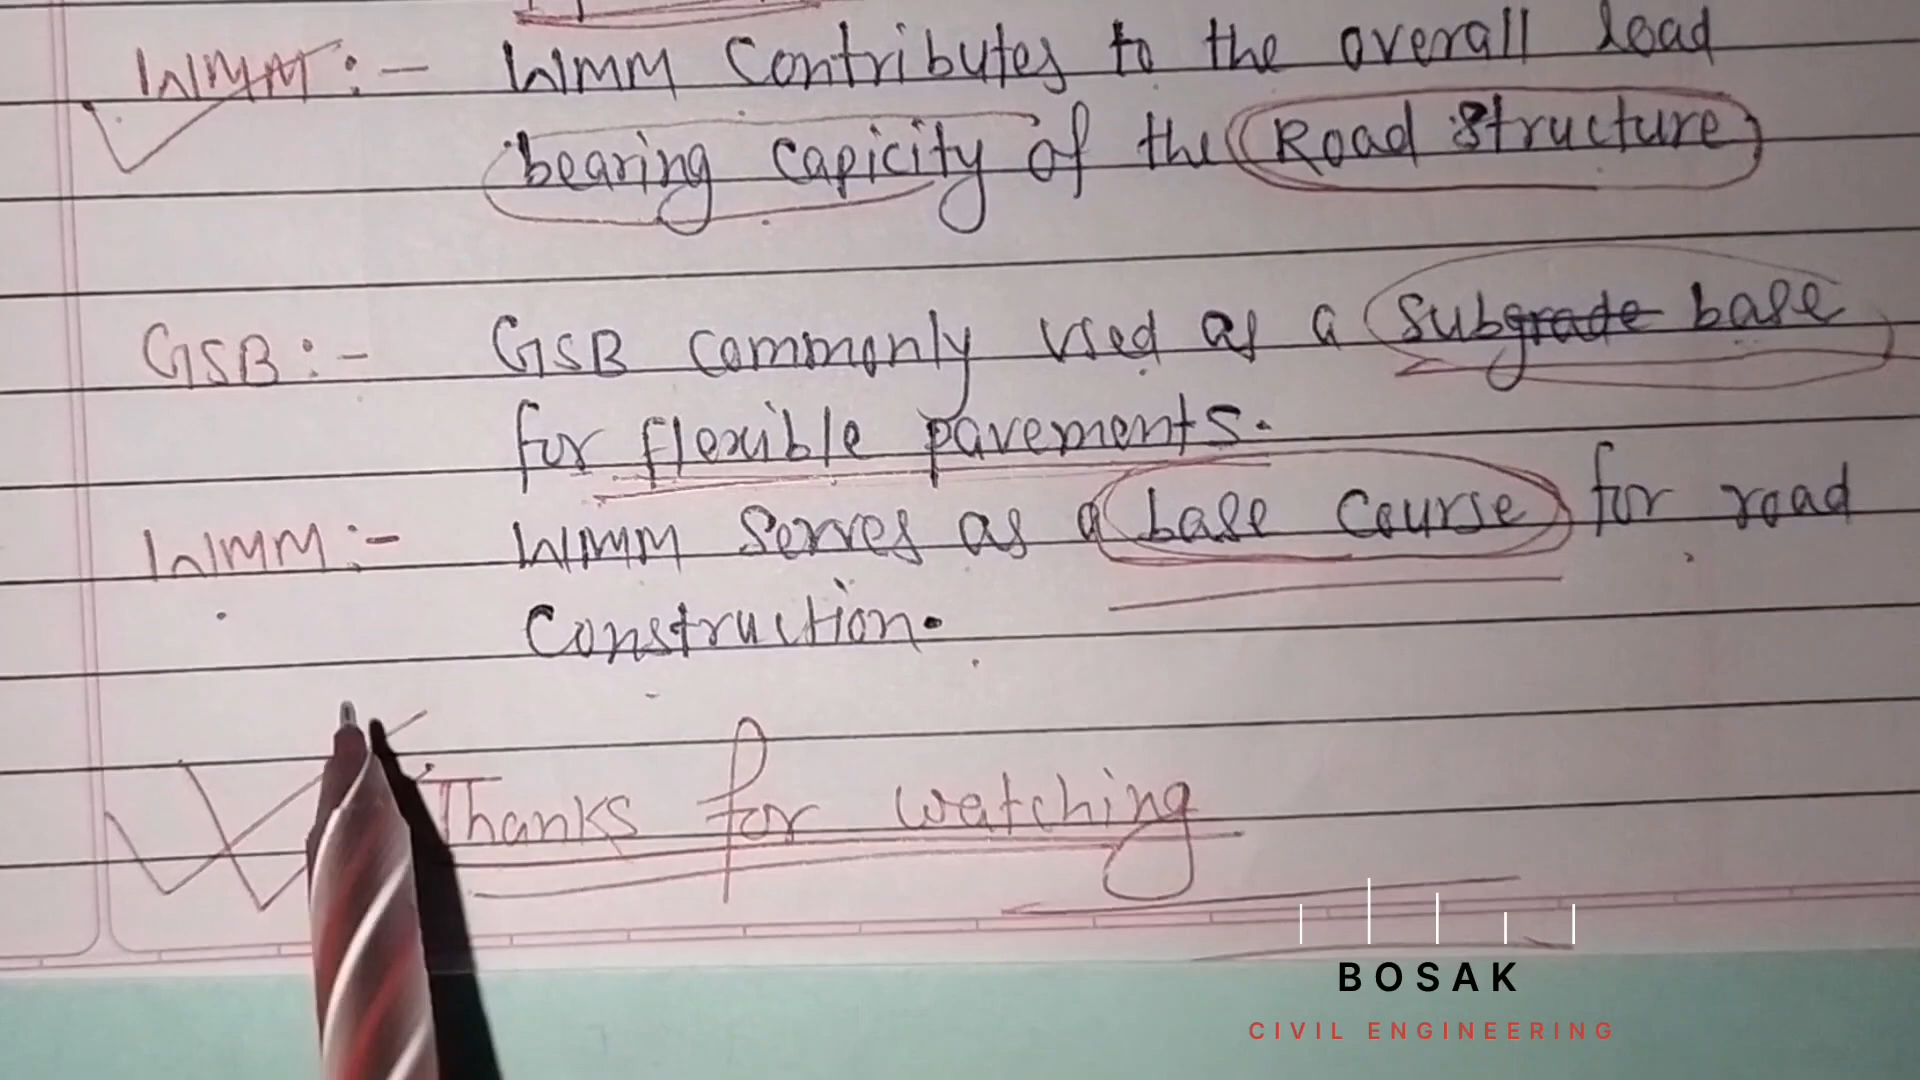 WMM :- WMM Contributes to the overall load
bearing capicity of the Road Structure
GSB :- GSB commonly used as a subgrade base
for flexible pavements.
WMM :- WMM Serves as a base Course for road
Construction.
Thanks for watching
BOSAK
CIVIL ENGINEERING